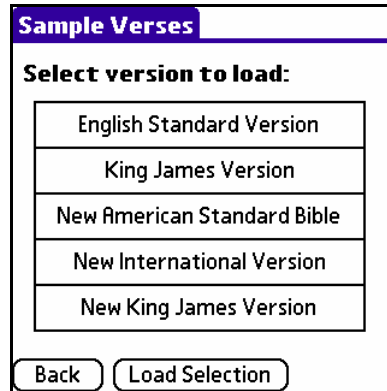 Sample Verses
Select version to load:
English Standard Version
King James Version
New American Standard Bible
New International Version
New King James Version
Back Load Selection